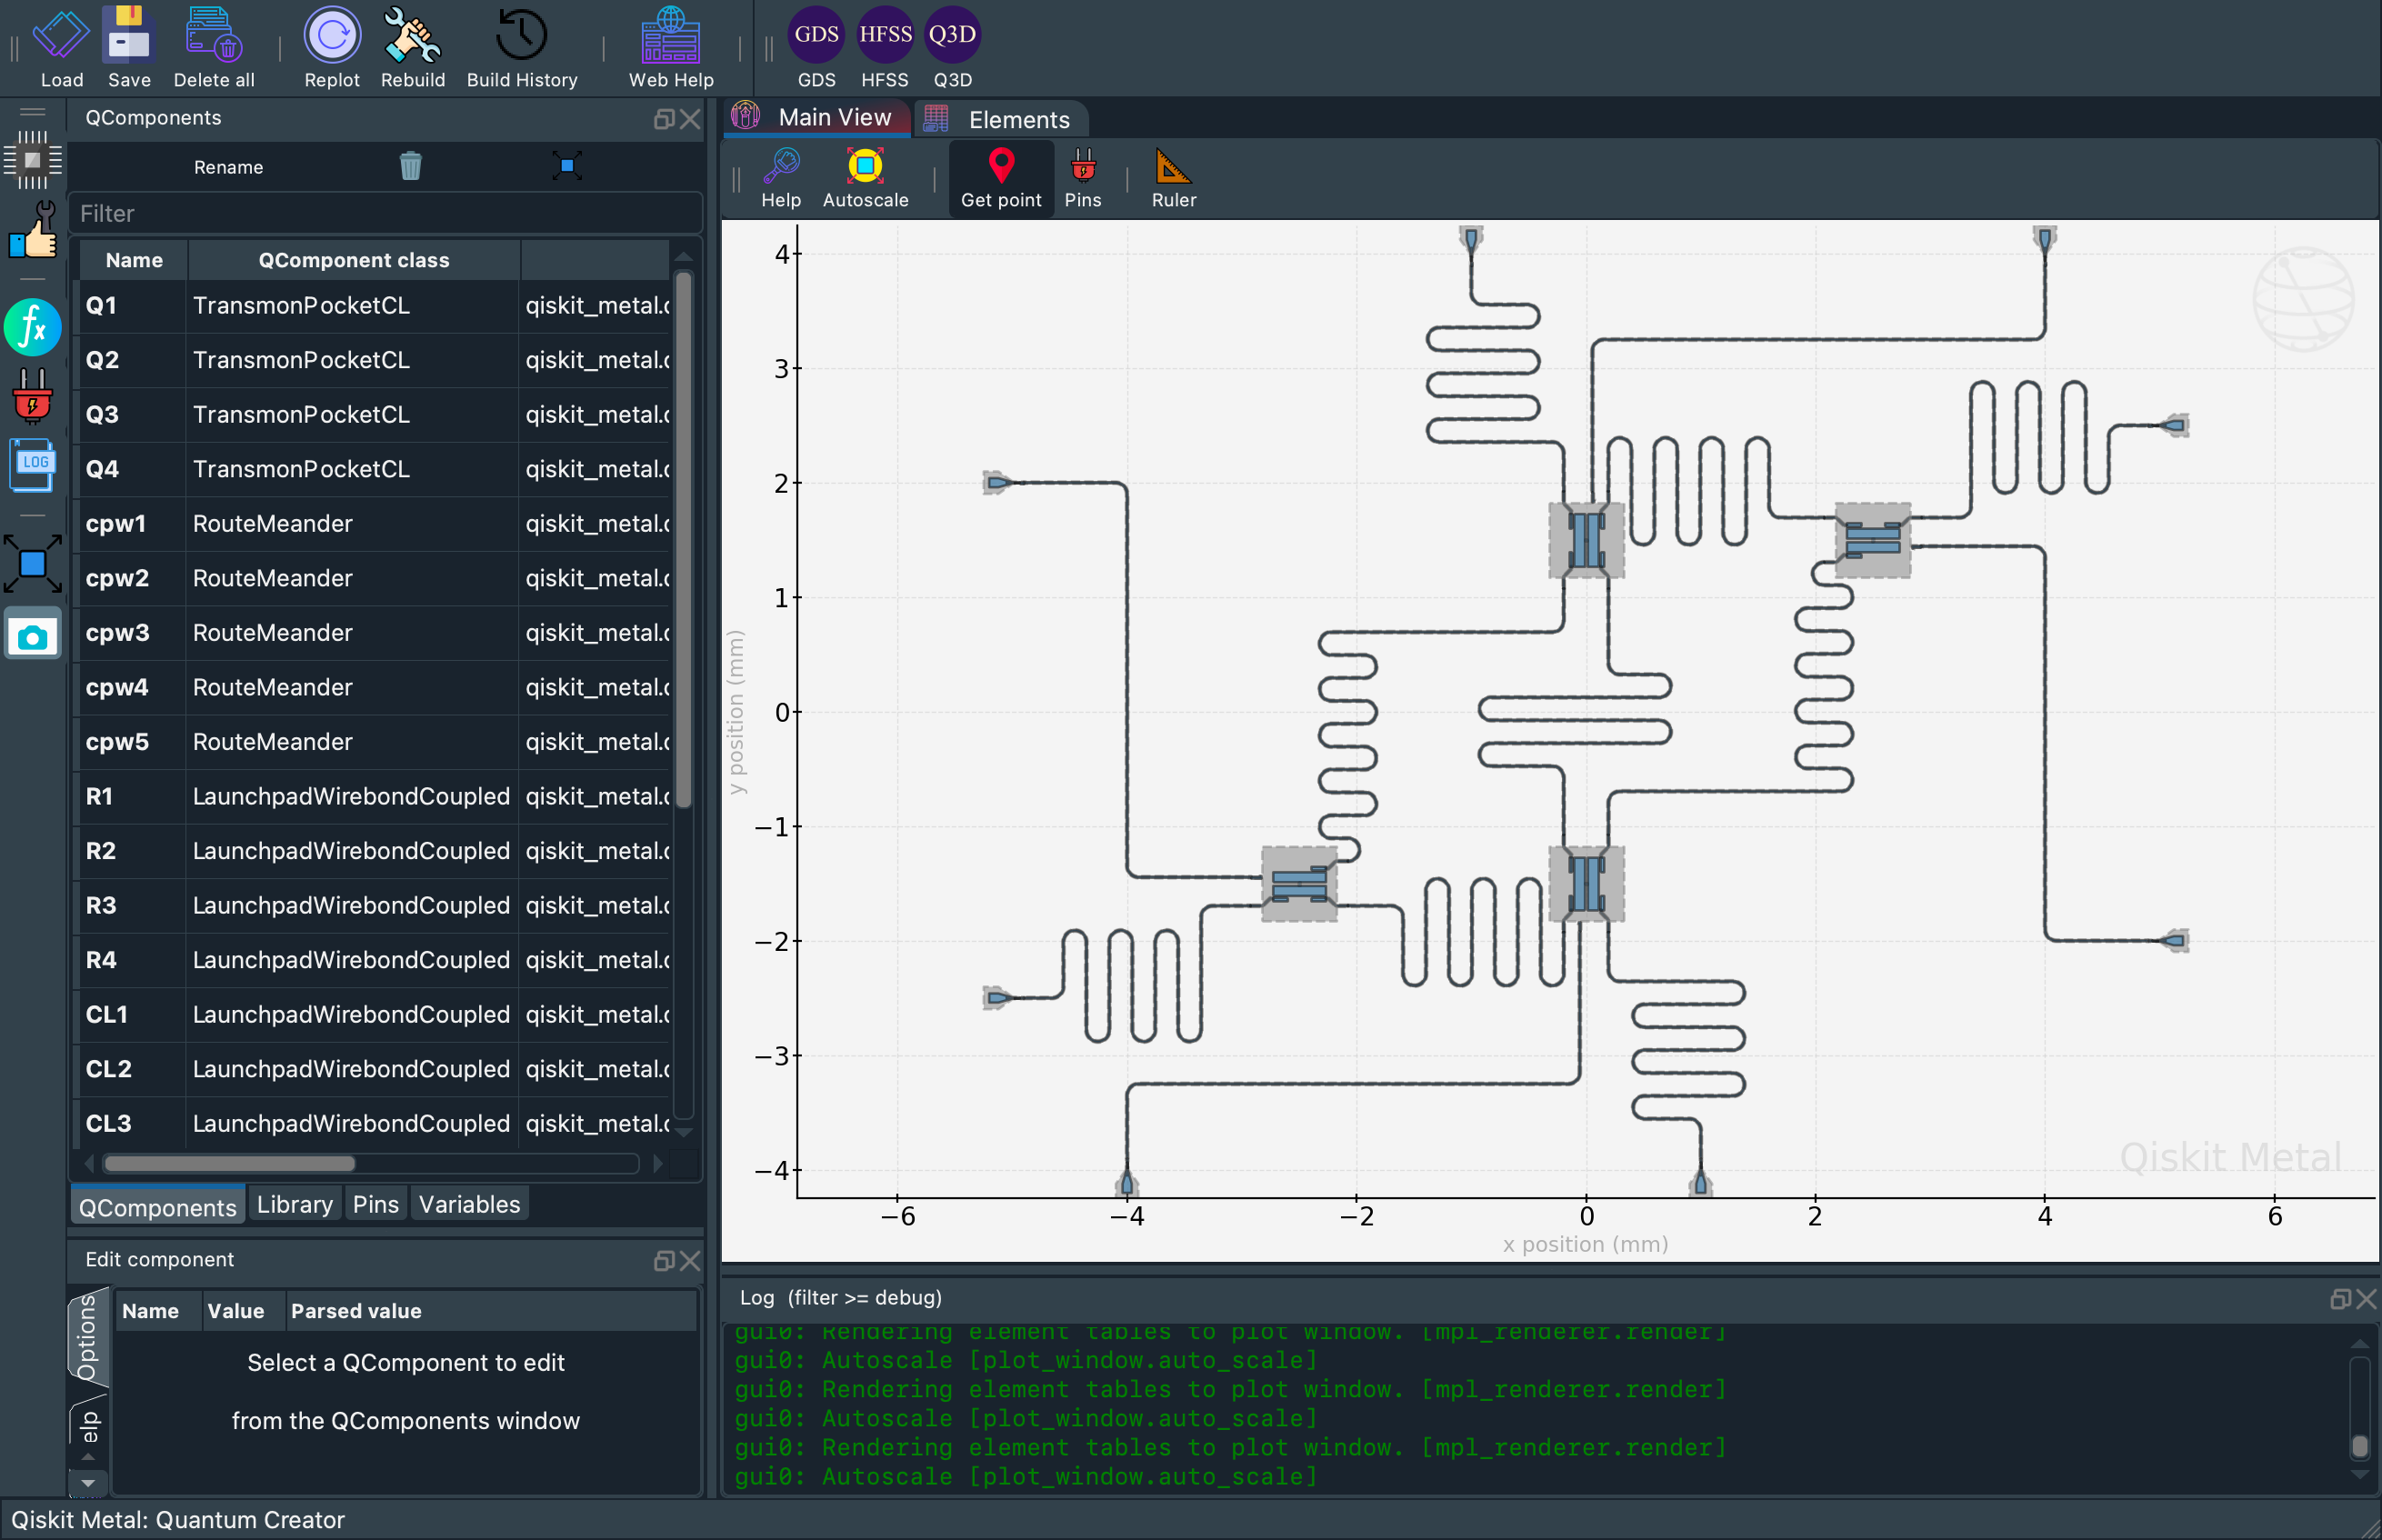 GDS HFSS Q3D
Load Save Delete all Replot Rebuild Build History Web Help GDS HFSS Q3D
QComponents
Rename
Filter
Name QComponent class
Q1 TransmonPocketCL qiskit_metal.
Q2 TransmonPocketCL qiskit_metal.
Q3 TransmonPocketCL qiskit_metal.
Q4 TransmonPocketCL qiskit_metal.
cpw1 RouteMeander qiskit_metal.
cpw2 RouteMeander qiskit_metal.
cpw3 RouteMeander qiskit_metal.
cpw4 RouteMeander qiskit_metal.
cpw5 RouteMeander qiskit_metal.
R1 LaunchpadWirebondCoupled qiskit_metal.
R2 LaunchpadWirebondCoupled qiskit_metal.
R3 LaunchpadWirebondCoupled qiskit_metal.
R4 LaunchpadWirebondCoupled qiskit_metal.
CL1 LaunchpadWirebondCoupled qiskit_metal.
CL2 LaunchpadWirebondCoupled qiskit_metal.
CL3 LaunchpadWirebondCoupled qiskit_metal.
QComponents Library Pins Variables
fx
LOG
Edit component
Options
elp
Name Value Parsed value
Select a QComponent to edit
from the QComponents window
Main View Elements
Help Autoscale Get point Pins Ruler
4
3
2
1
0
−1
−2
−3
−4
y position (mm)
−6 −4 −2 0 2 4 6
x position (mm)
Qiskit Metal
Log (filter >= debug)
gui0: Rendering element tables to plot window. [mpl_renderer.render]
gui0: Autoscale [plot_window.auto_scale]
gui0: Rendering element tables to plot window. [mpl_renderer.render]
gui0: Autoscale [plot_window.auto_scale]
gui0: Rendering element tables to plot window. [mpl_renderer.render]
gui0: Autoscale [plot_window.auto_scale]
Qiskit Metal: Quantum Creator